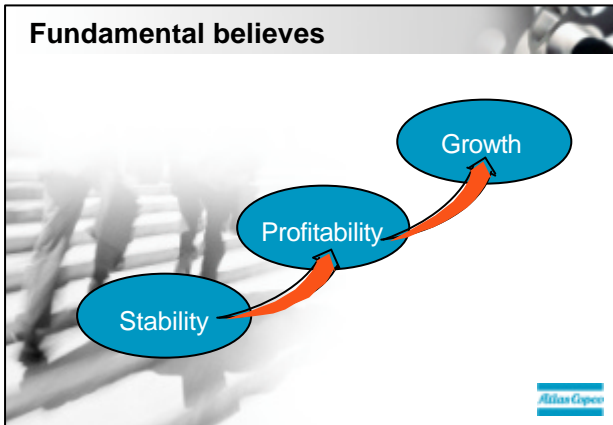 Fundamental believes
Growth
Profitability
Stability
Atlas Copco